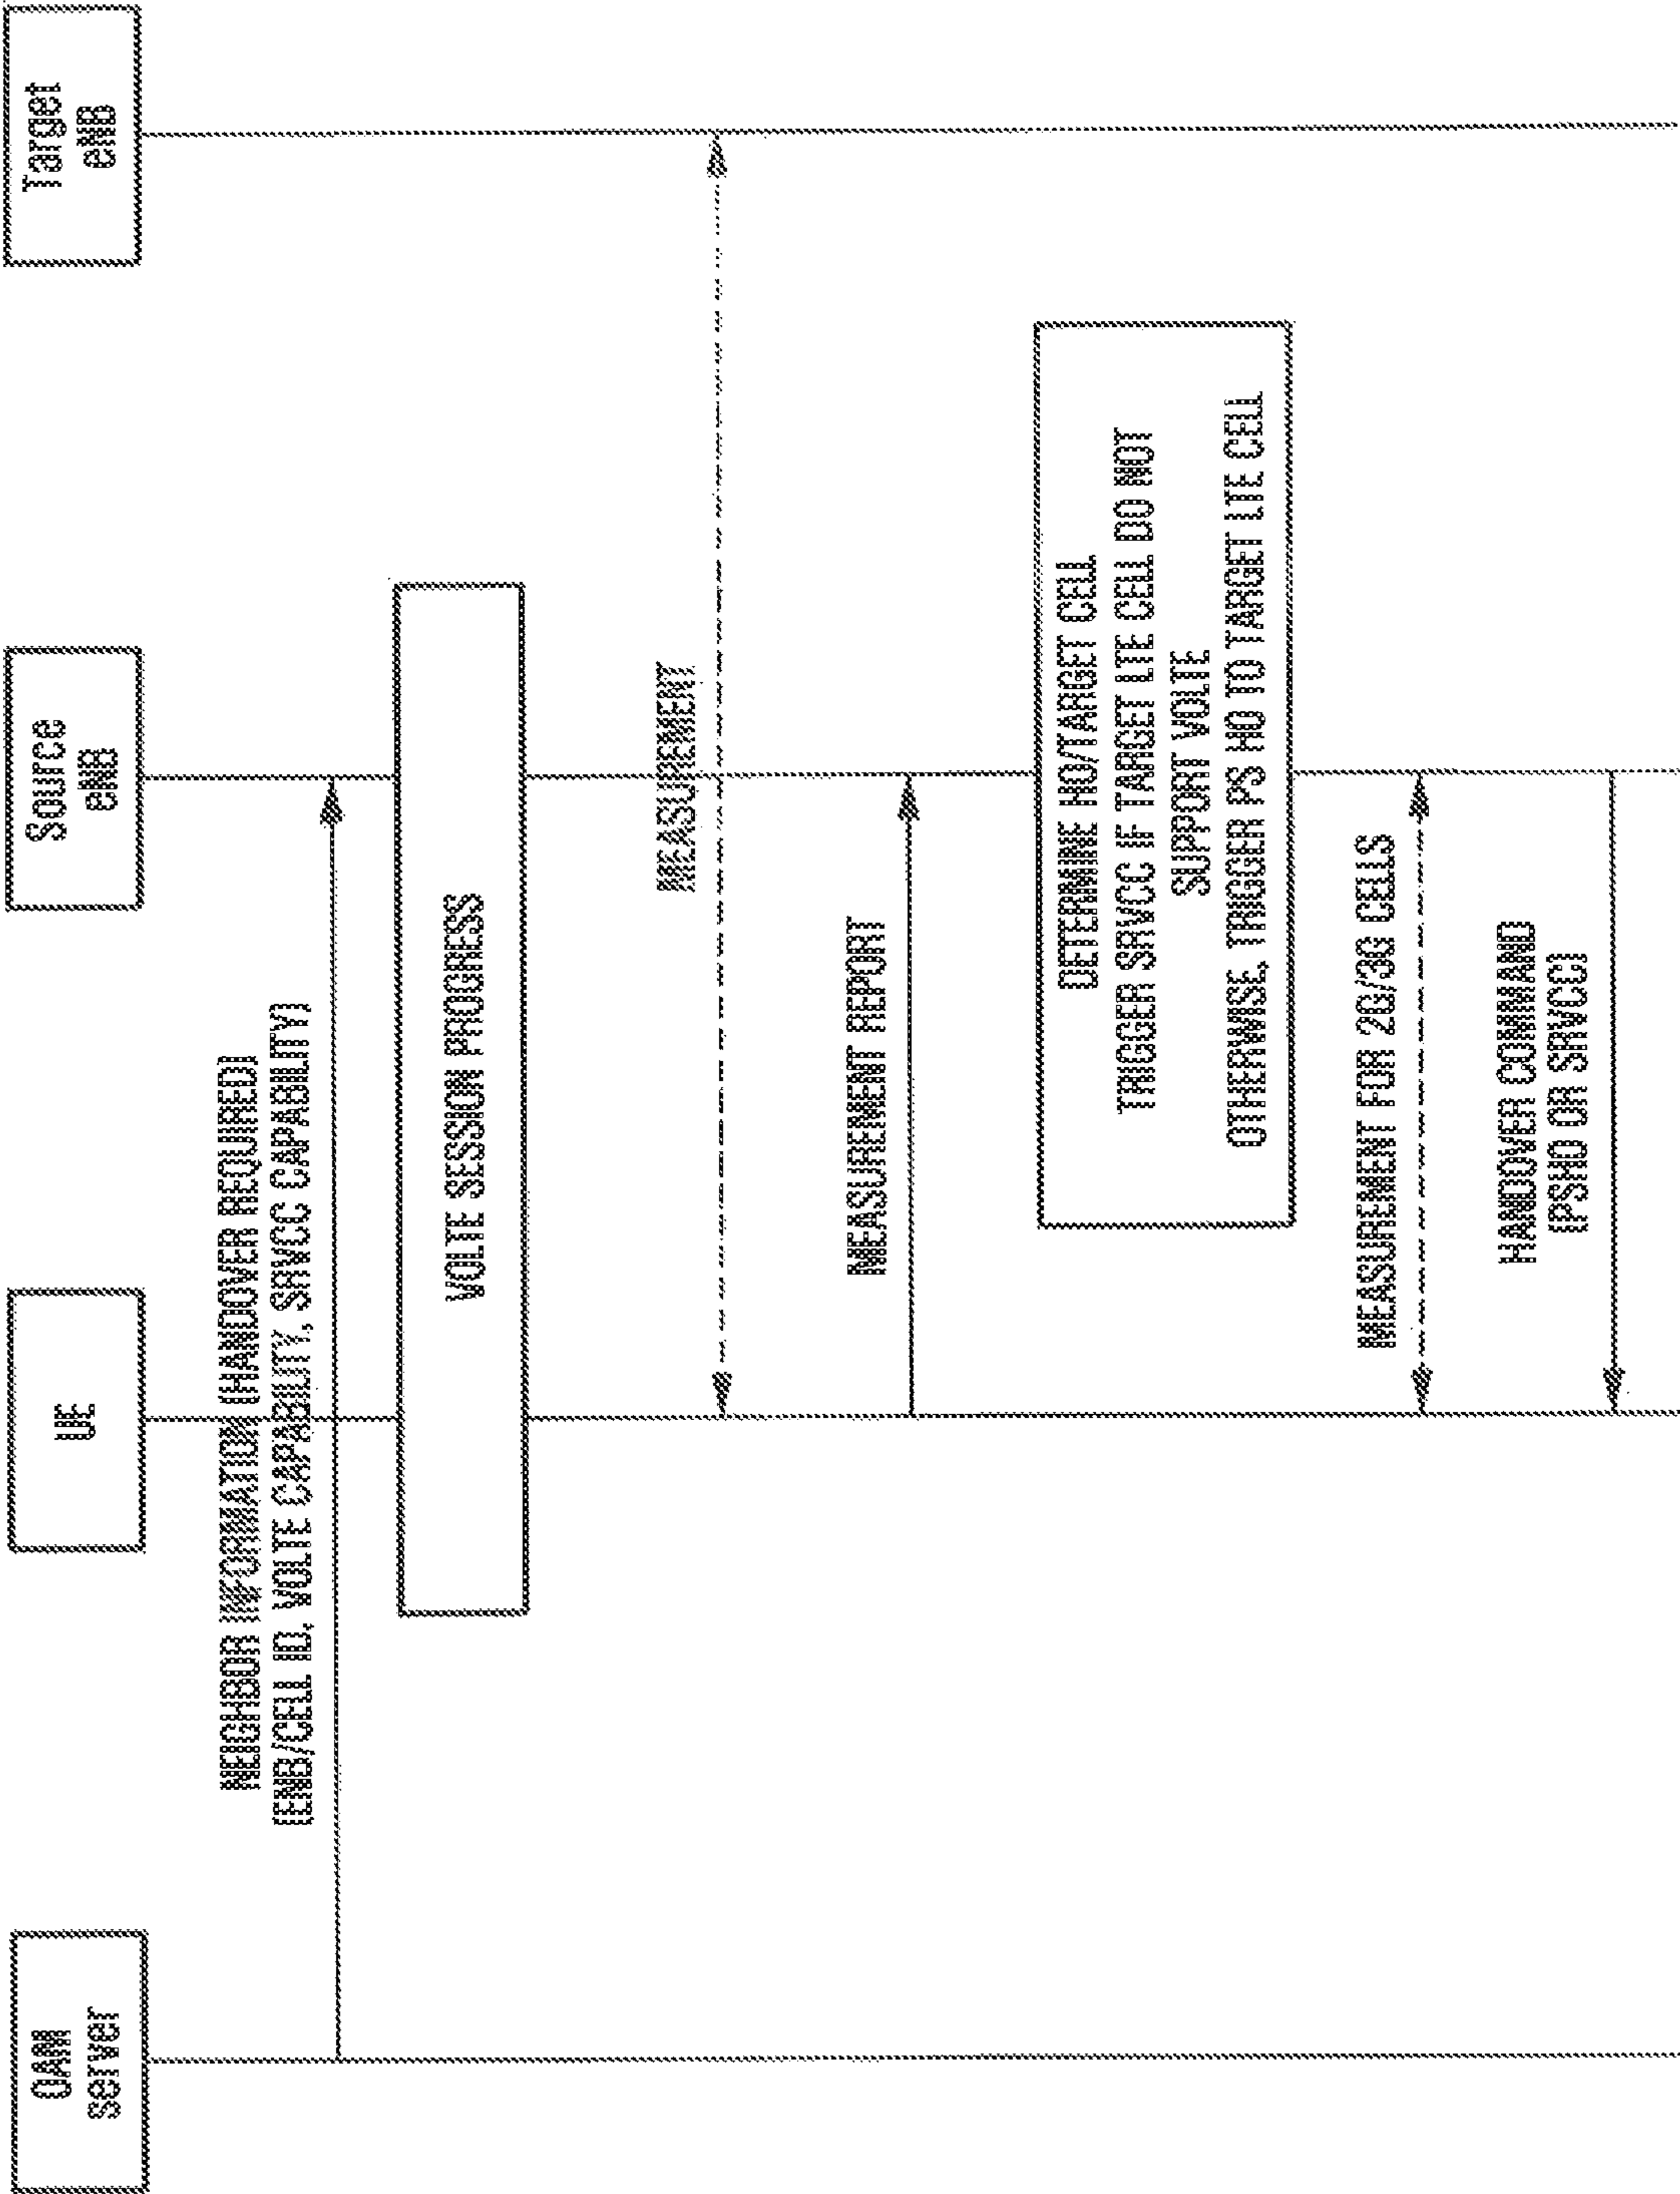 OAM
server
UE
Source
eNB
Target
eNB
NEIGHBOR INFORMATION (HANDOVER REQUIRED)
(ENB/CELL ID, VOLTE CAPABILITY, SRVCC CAPABILITY)
VOLTE SESSION PROGRESS
MEASUREMENT
MEASUREMENT REPORT
DETERMINE HO/TARGET CELL
TRIGGER SRVCC IF TARGET LTE CELL DO NOT
SUPPORT VOLTE
OTHERWISE, TRIGGER PS HO TO TARGET LTE CELL
MEASUREMENT FOR 2G/3G CELLS
HANDOVER COMMAND
(PSHO OR SRVCC)